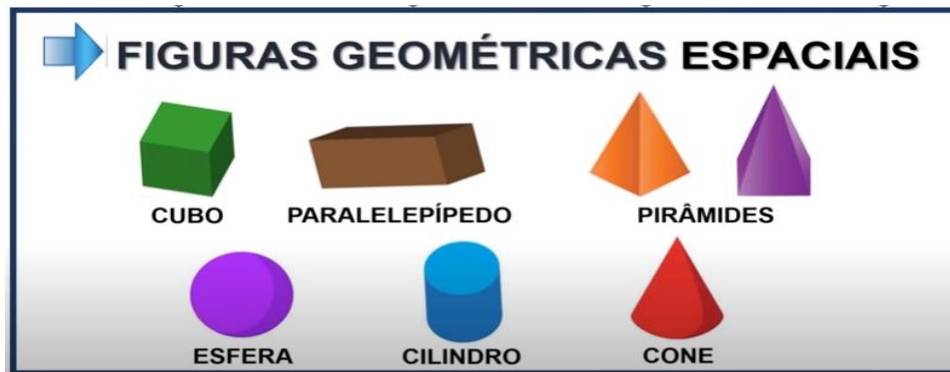 FIGURAS GEOMÉTRICAS ESPACIAIS
CUBO PARALELEPÍPEDO PIRÂMIDES
ESFERA CILINDRO CONE